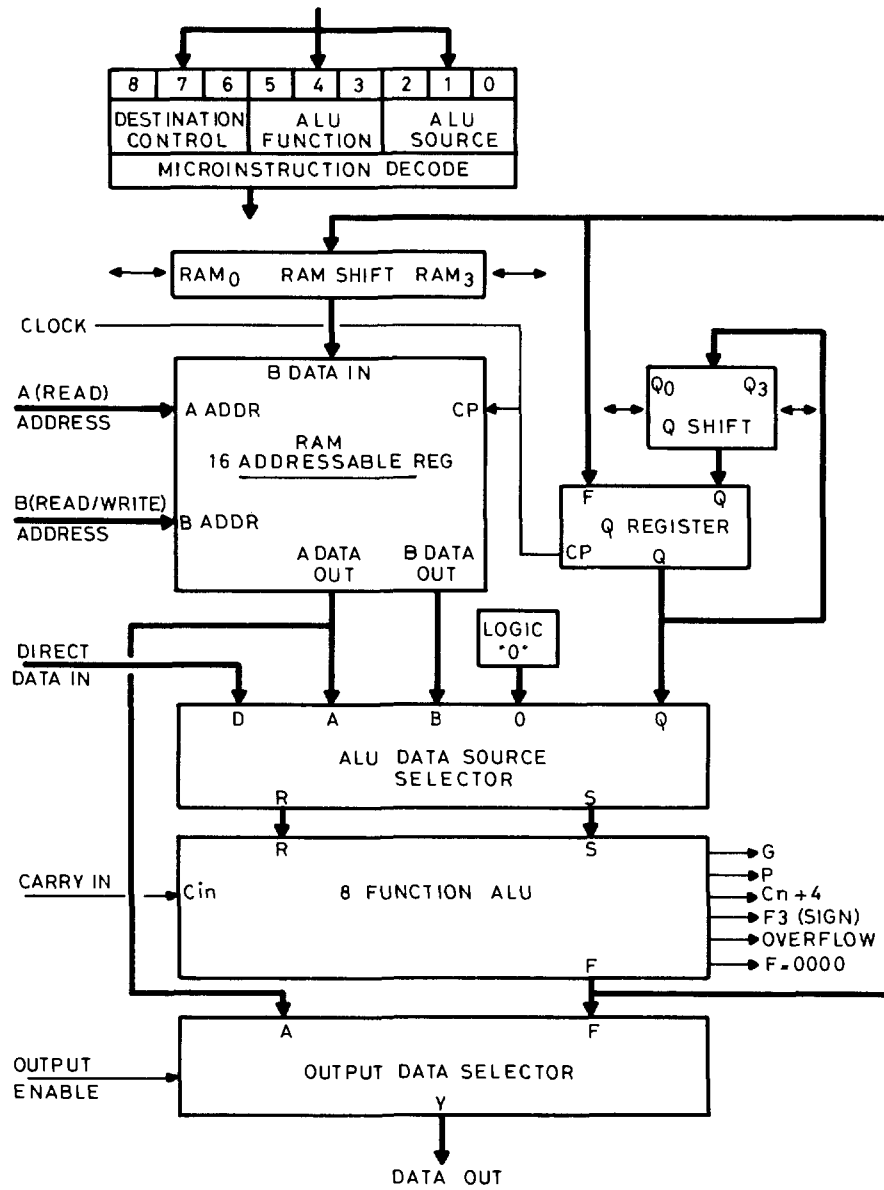 8 7 6 5 4 3 2 1 0
DESTINATION CONTROL
ALU FUNCTION
ALU SOURCE
MICROINSTRUCTION DECODE
RAM0 RAM SHIFT RAM3
CLOCK
B DATA IN
A (READ) ADDRESS
A ADDR
CP
RAM
16 ADDRESSABLE REG
B(READ/WRITE) ADDRESS
B ADDR
A DATA OUT
B DATA OUT
Q0 Q3
Q SHIFT
F Q
Q REGISTER
CP Q
LOGIC
"0"
DIRECT DATA IN
D A B 0 Q
ALU DATA SOURCE
SELECTOR
R S
R S
CARRY IN
Cin
8 FUNCTION ALU
F
G
P
Cn+4
F3 (SIGN)
OVERFLOW
F=0000
A F
OUTPUT ENABLE
OUTPUT DATA SELECTOR
Y
DATA OUT